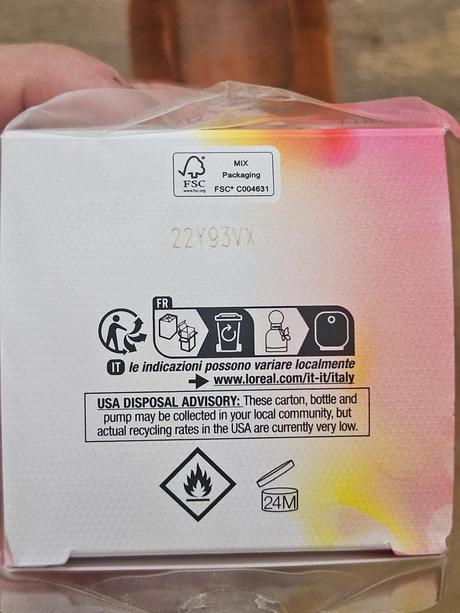 FSC
www.fsc.org
MIX
Packaging
FSC® C004631
22Y93VX
FR
IT le indicazioni possono variare localmente
www.loreal.com/it-it/italy
USA DISPOSAL ADVISORY: These carton, bottle and
pump may be collected in your local community, but
actual recycling rates in the USA are currently very low.
24M